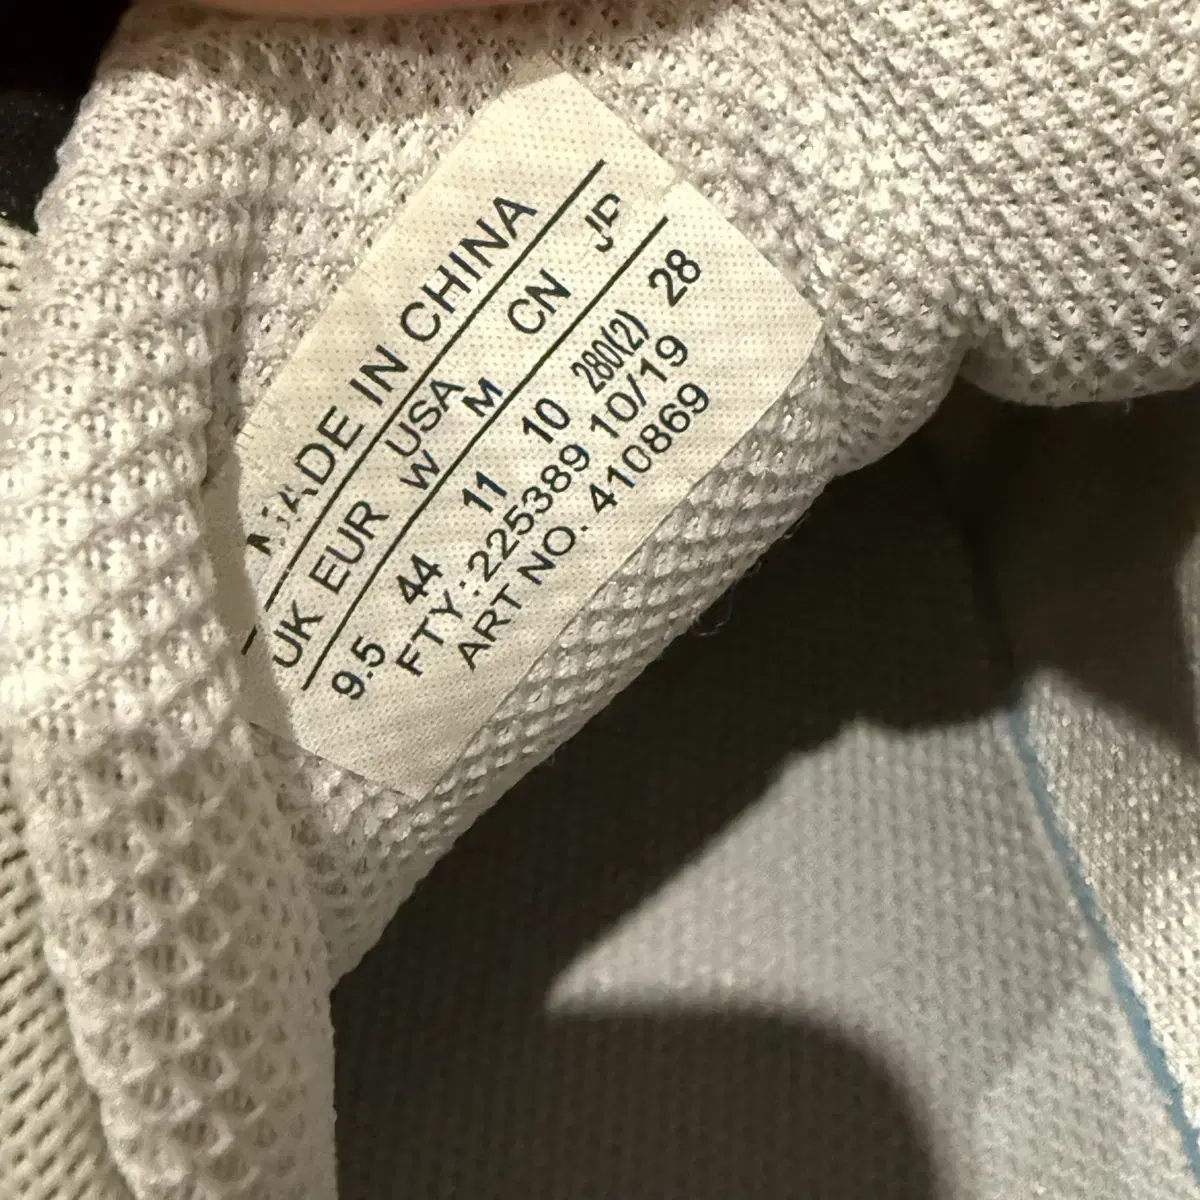 MADE IN CHINA
UK EUR USA CN JP
W M
9.5 44 11 10 280(2) 28
FTY:225389 10/19
ART NO. 410869